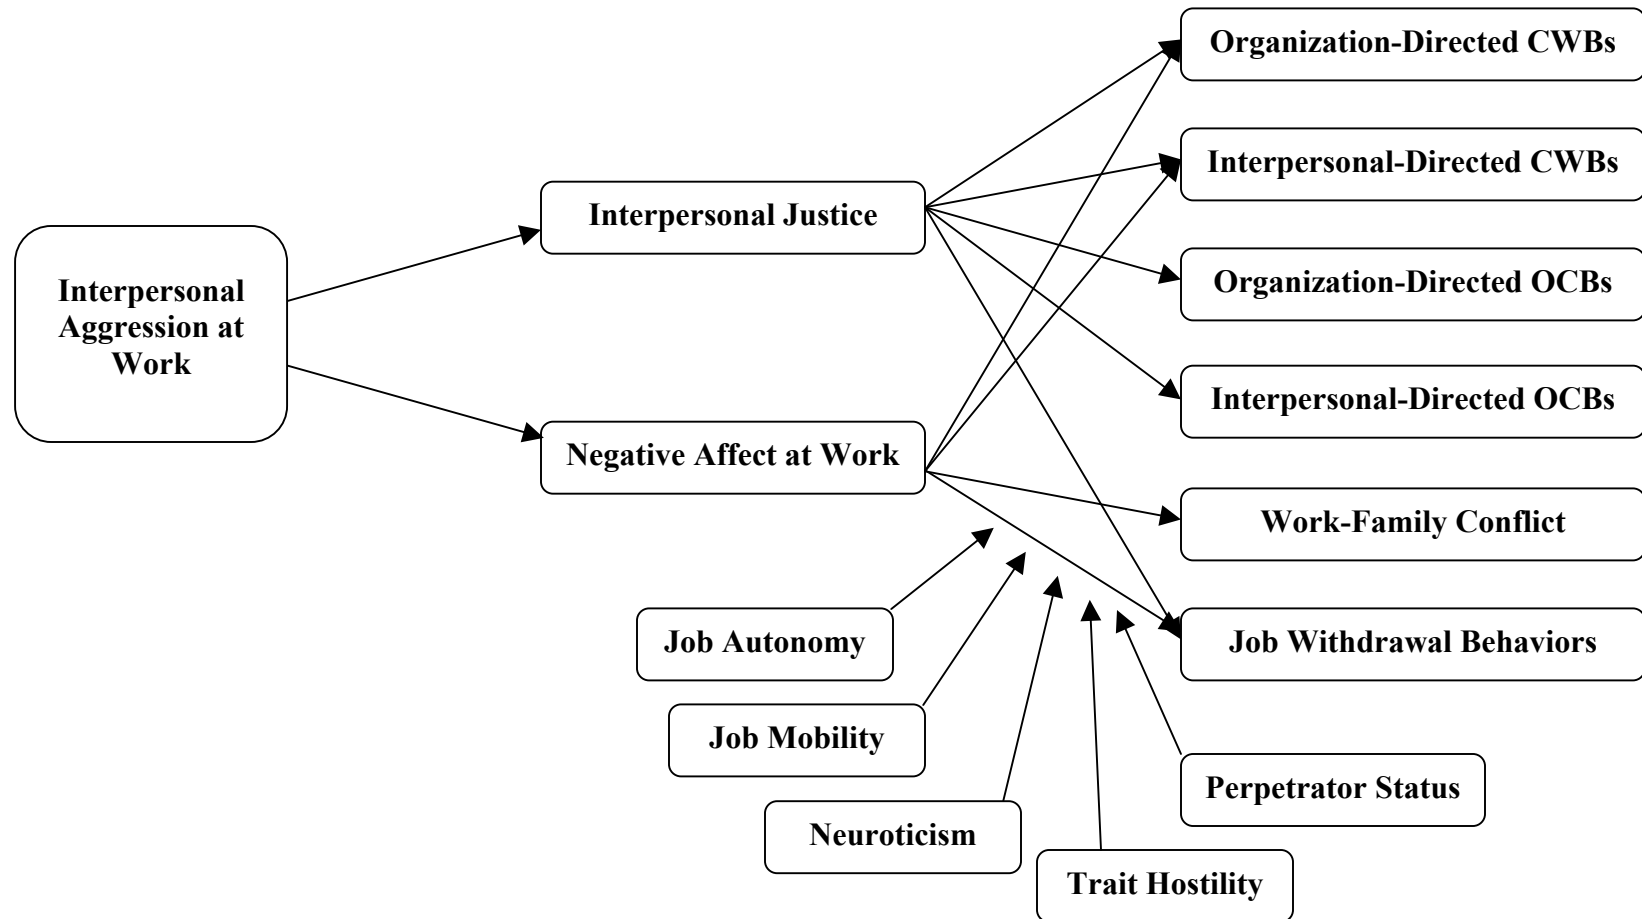 Organization-Directed CWBs
Interpersonal-Directed CWBs
Interpersonal Justice
Organization-Directed OCBs
Interpersonal
Aggression at
Work
Interpersonal-Directed OCBs
Negative Affect at Work
Work-Family Conflict
Job Autonomy
Job Withdrawal Behaviors
Job Mobility
Perpetrator Status
Neuroticism
Trait Hostility